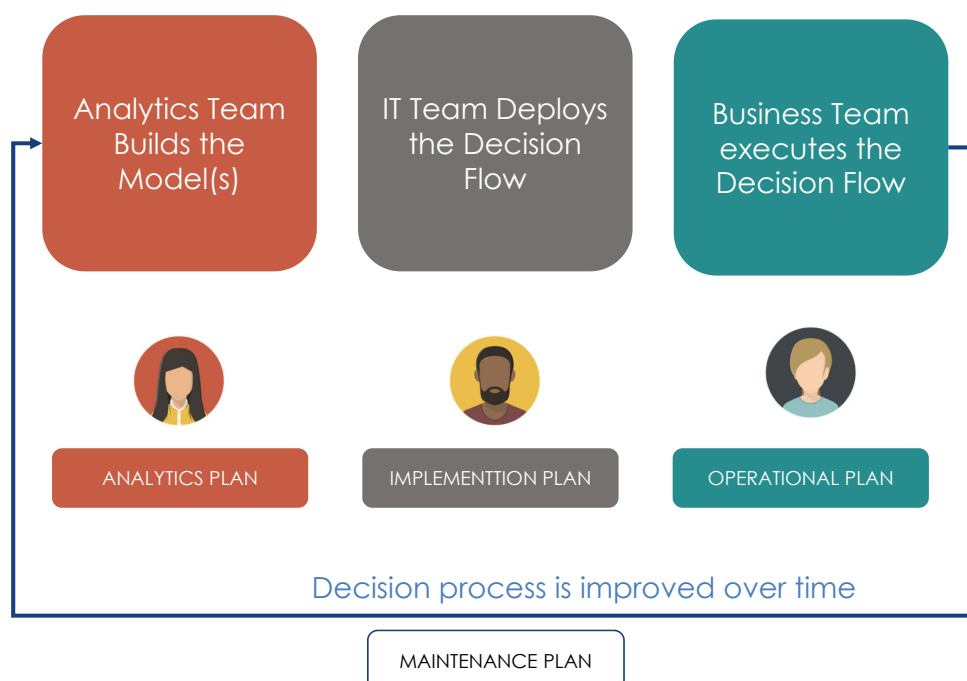 Analytics Team
Builds the
Model(s)
IT Team Deploys
the Decision
Flow
Business Team
executes the
Decision Flow
ANALYTICS PLAN
IMPLEMENTTION PLAN
OPERATIONAL PLAN
Decision process is improved over time
MAINTENANCE PLAN